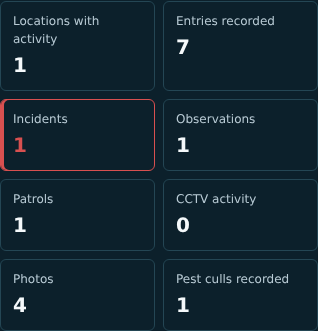 Locations with
activity
1
Entries recorded
7
Incidents
1
Observations
1
Patrols
1
CCTV activity
0
Photos
4
Pest culls recorded
1